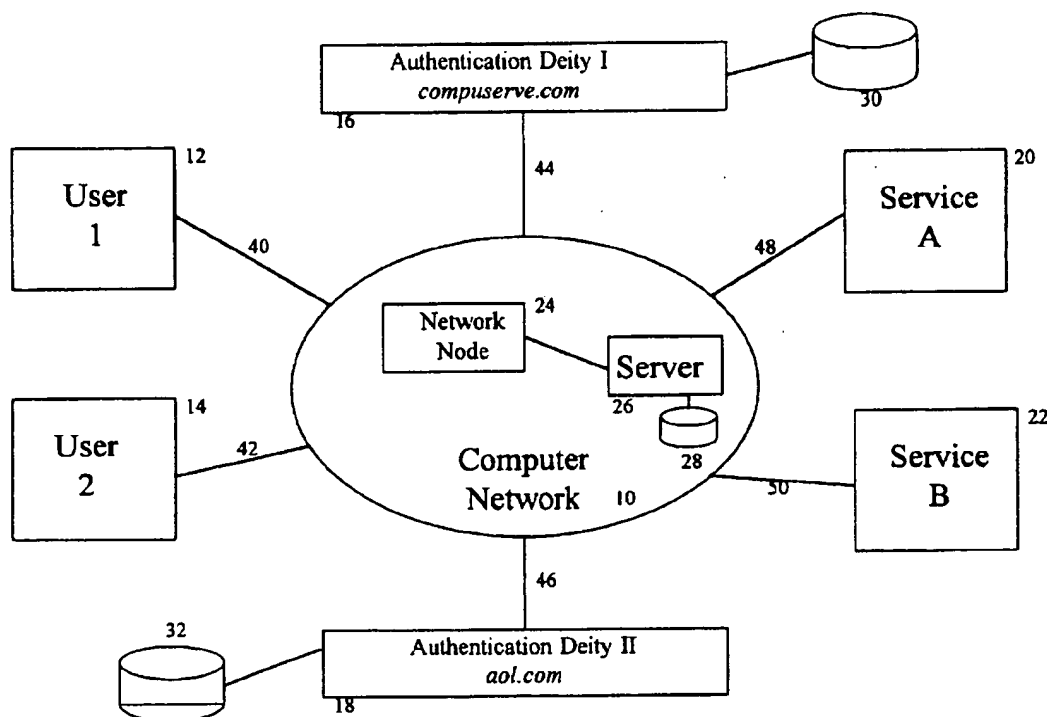 Authentication Deity I
compuserve.com
16
30
12
User
1
44
20
Service
A
40
48
24
Network
Node
Server
26
28
14
User
2
42
22
Service
B
50
Computer
Network
10
46
32
Authentication Deity II
aol.com
18